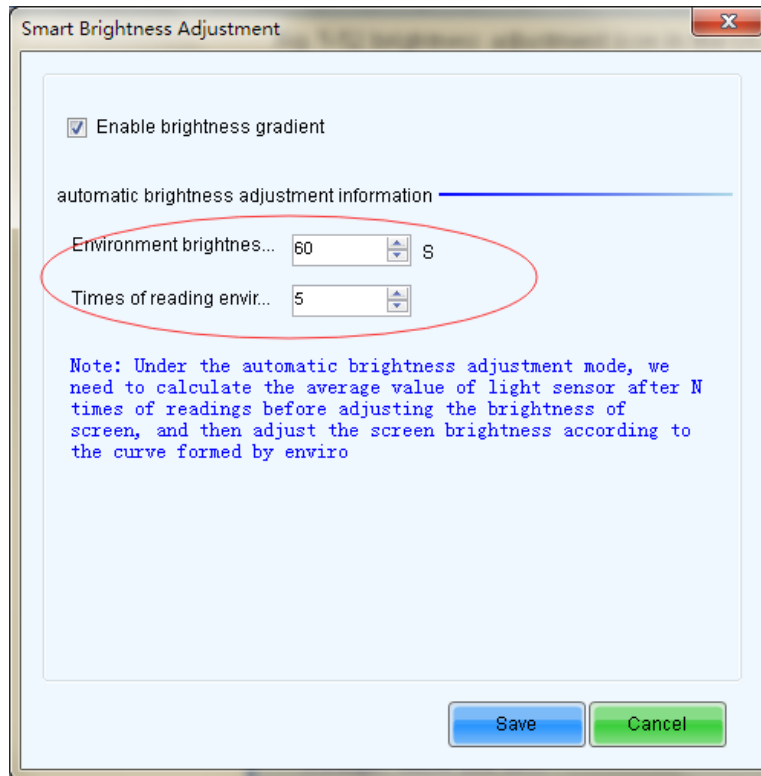 Smart Brightness Adjustment
Enable brightness gradient
automatic brightness adjustment information
Environment brightnes... 60 S
Times of reading envir... 5
Note: Under the automatic brightness adjustment mode, we
need to calculate the average value of light sensor after N
times of readings before adjusting the brightness of
screen, and then adjust the screen brightness according to
the curve formed by enviro
Save Cancel